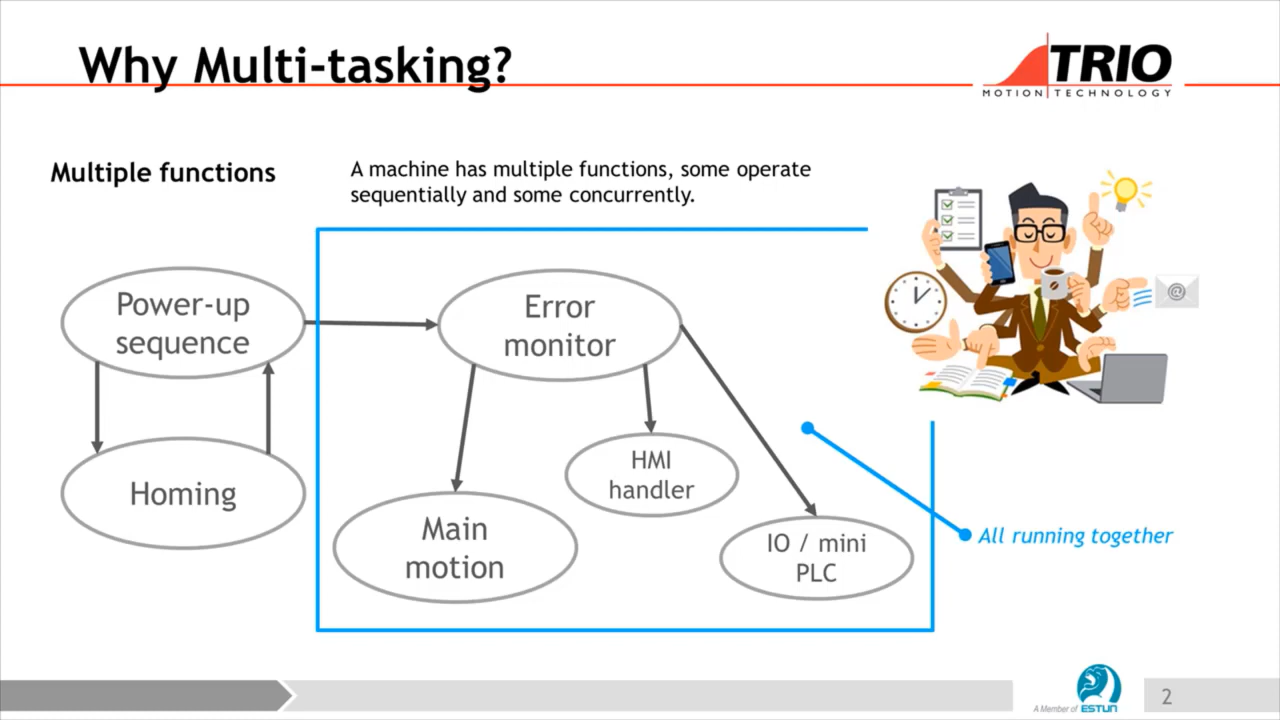 Why Multi-tasking?
TRIO
MOTION TECHNOLOGY
Multiple functions
A machine has multiple functions, some operate
sequentially and some concurrently.
Power-up
sequence
Error
monitor
@
HMI
handler
Homing
Main
motion
IO / mini
PLC
All running together
A Member of ESTUN
2